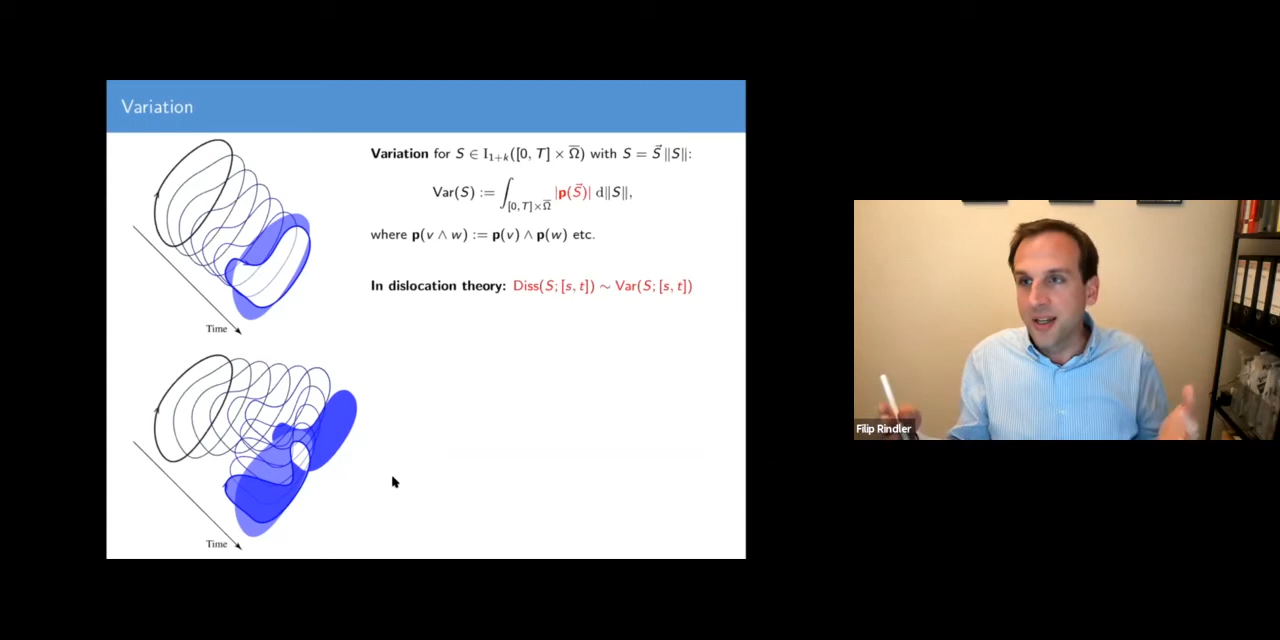 Variation
Variation for S ∈ I₁₊ₖ([0, T] × Ω̅) with S = S⃗ ‖S‖:
Var(S) := ∫_{[0,T]×Ω̅} |p(S⃗)| d‖S‖,
where p(v ∧ w) := p(v) ∧ p(w) etc.
In dislocation theory: Diss(S; [s, t]) ∼ Var(S; [s, t])
Time
Time
Filip Rindler